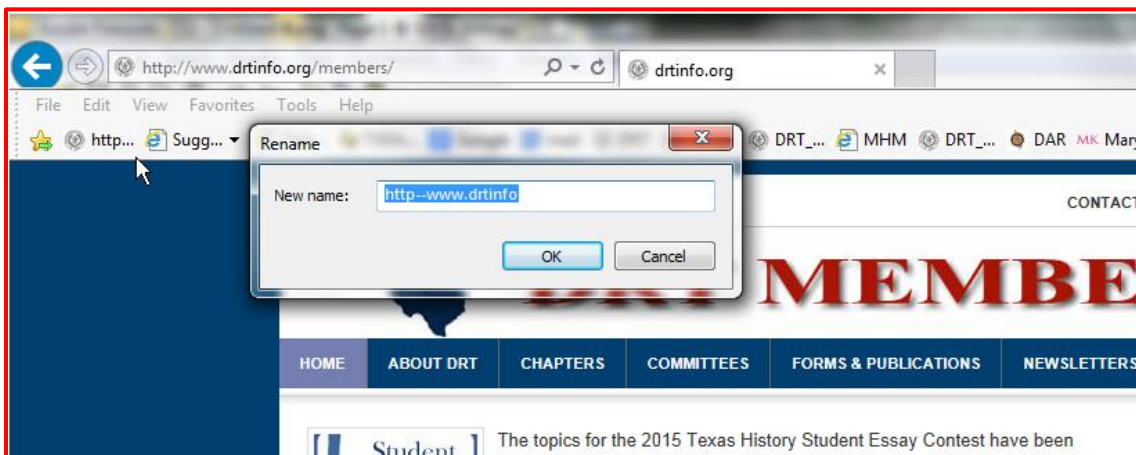 http://www.drtinfo.org/members/
drtinfo.org
File Edit View Favorites Tools Help
http... Sugg... DRT_... MHM DRT_... DAR MK Mary
Rename
New name: http--www.drtinfo
OK Cancel
CONTACT
MEMBE
HOME ABOUT DRT CHAPTERS COMMITTEES FORMS & PUBLICATIONS NEWSLETTERS
Student
The topics for the 2015 Texas History Student Essay Contest have been